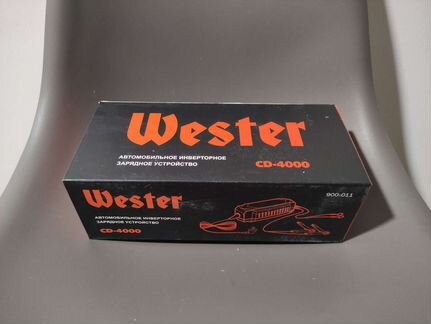 Wester
АВТОМОБИЛЬНОЕ ИНВЕРТОРНОЕ
ЗАРЯДНОЕ УСТРОЙСТВО
CD-4000
900-011
Wester
АВТОМОБИЛЬНОЕ ИНВЕРТОРНОЕ
ЗАРЯДНОЕ УСТРОЙСТВО
CD-4000